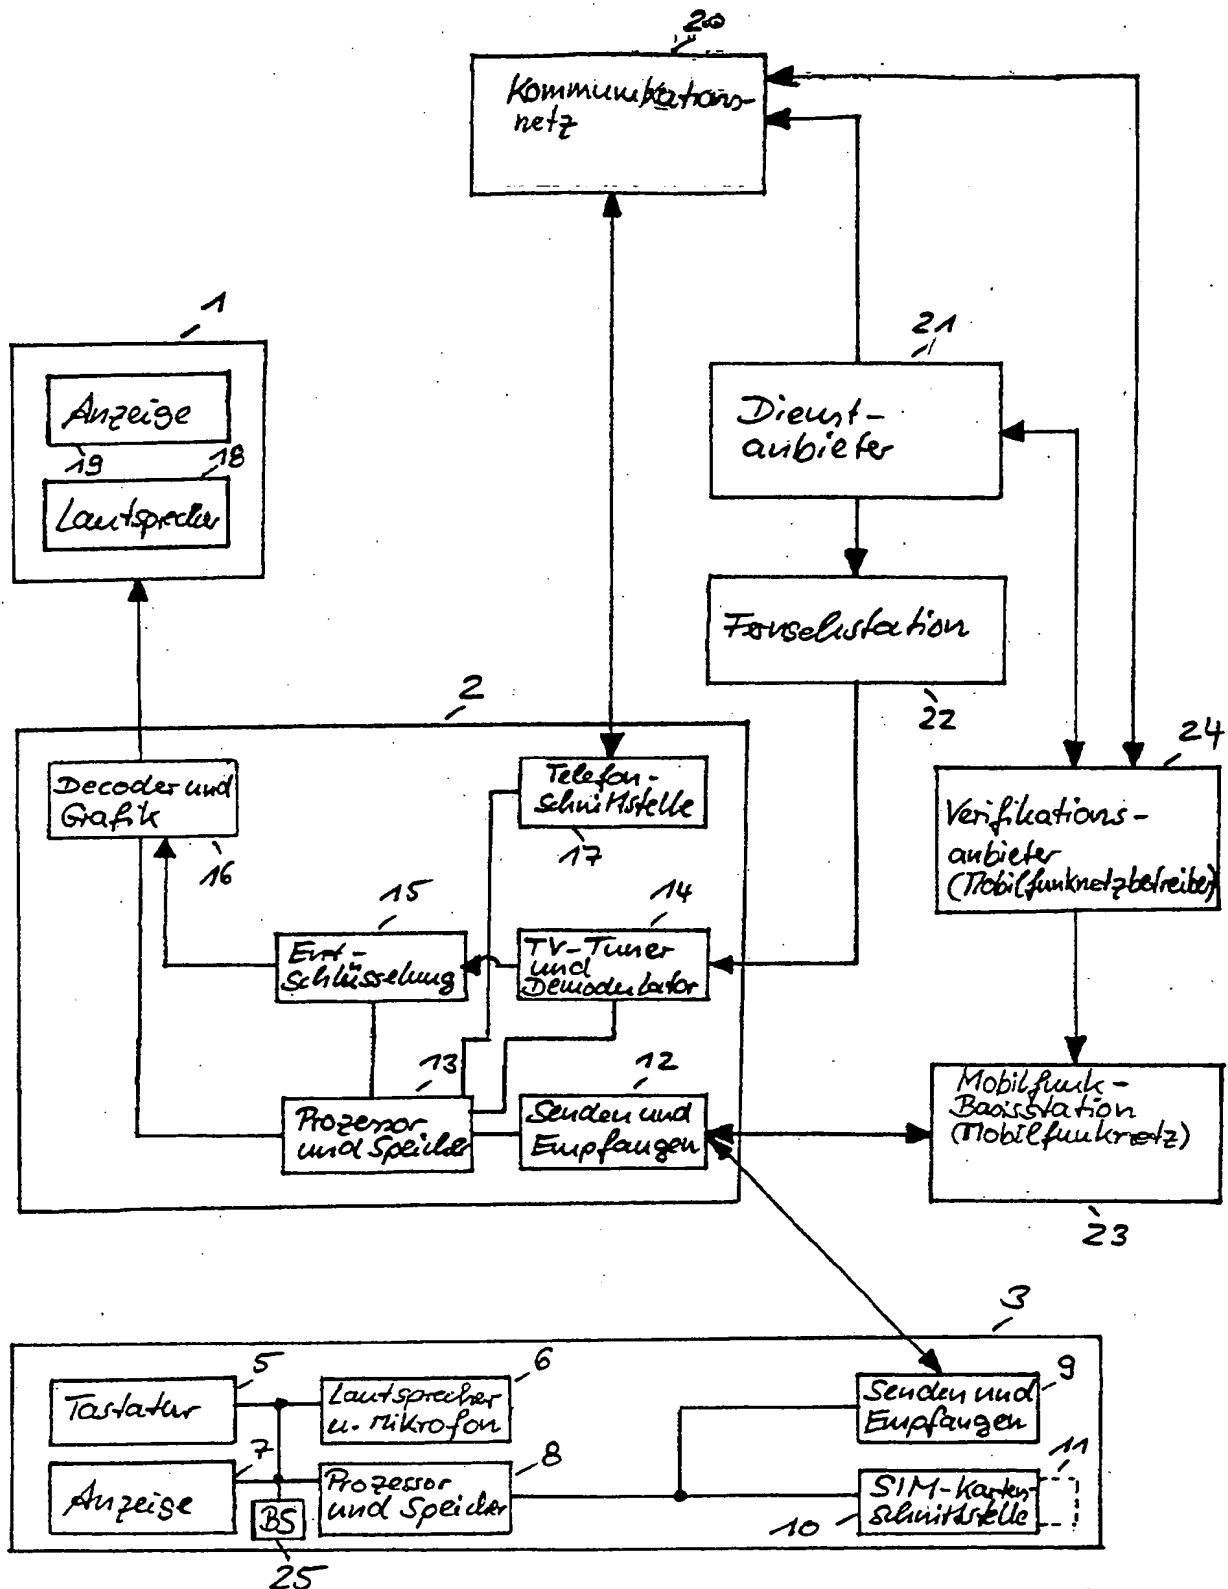 20
Kommunikations-
netz
1
21
Anzeige
19
18
Lautsprecher
Dienst-
anbieter
Fernsehstation
22
2
24
Decoder und
Grafik
16
Telefon-
schnittstelle
17
Verifikations-
anbieter
(Mobilfunknetzbetreiber)
15
14
Ent-
schlüsselung
TV-Tuner
und
Demodulator
13
12
Prozessor
und Speicher
Senden und
Empfangen
Mobilfunk-
Basisstation
(Mobilfunknetz)
23
3
5
6
9
Tastatur
Lautsprecher
u. Mikrofon
Senden und
Empfangen
7
8
11
Anzeige
BS
25
Prozessor
und Speicher
10
SIM-Karten-
schnittstelle